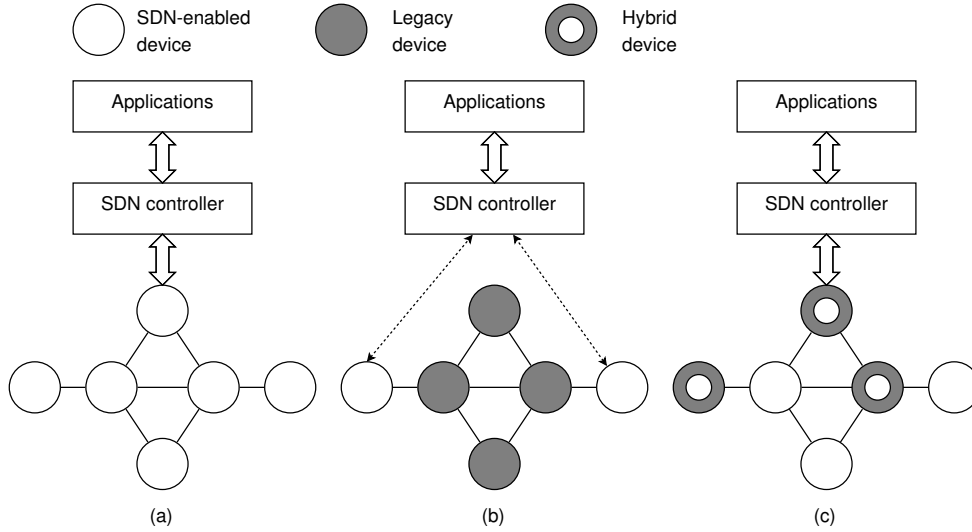 SDN-enabled
device
Legacy
device
Hybrid
device
Applications
Applications
Applications
SDN controller
SDN controller
SDN controller
(a)
(b)
(c)